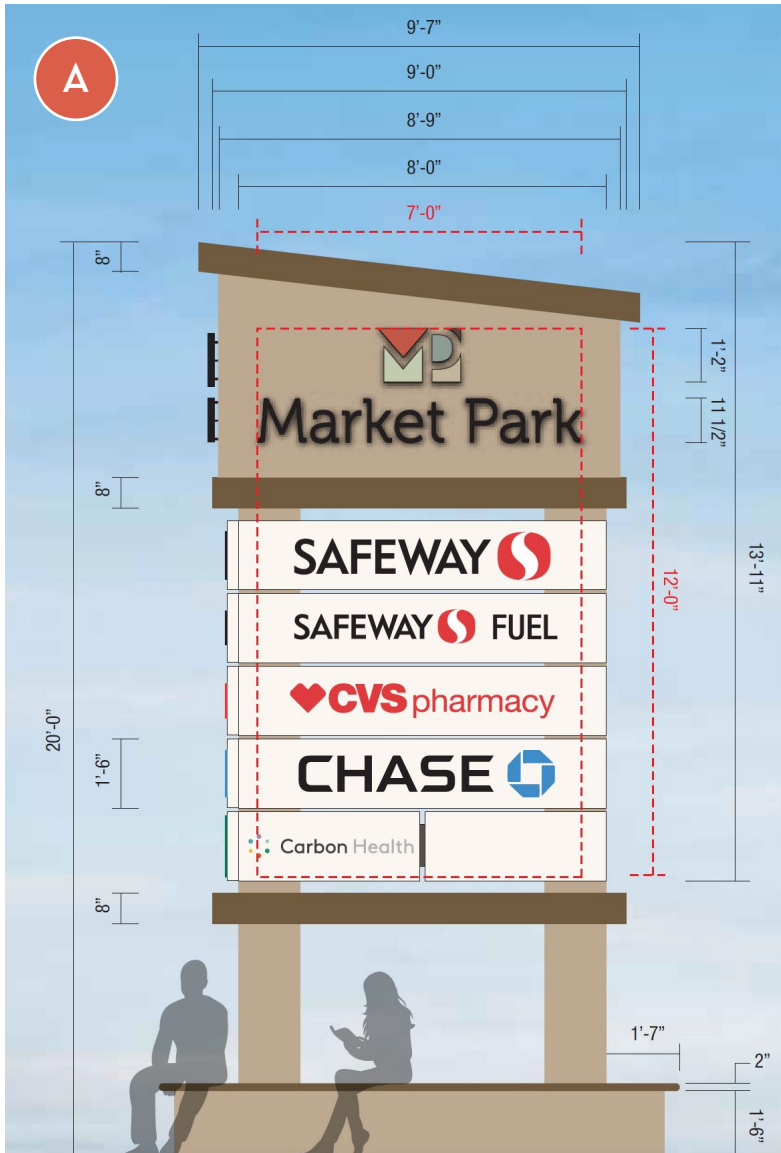 A
9’-7”
9’-0”
8’-9”
8’-0”
7’-0”
8”
1’-2”
MP
Market Park
11 1/2”
8”
SAFEWAY
13’-11”
12’-0”
SAFEWAY FUEL
CVS pharmacy
20’-0”
1’-6”
CHASE
Carbon Health
8”
1’-7”
2”
1’-6”